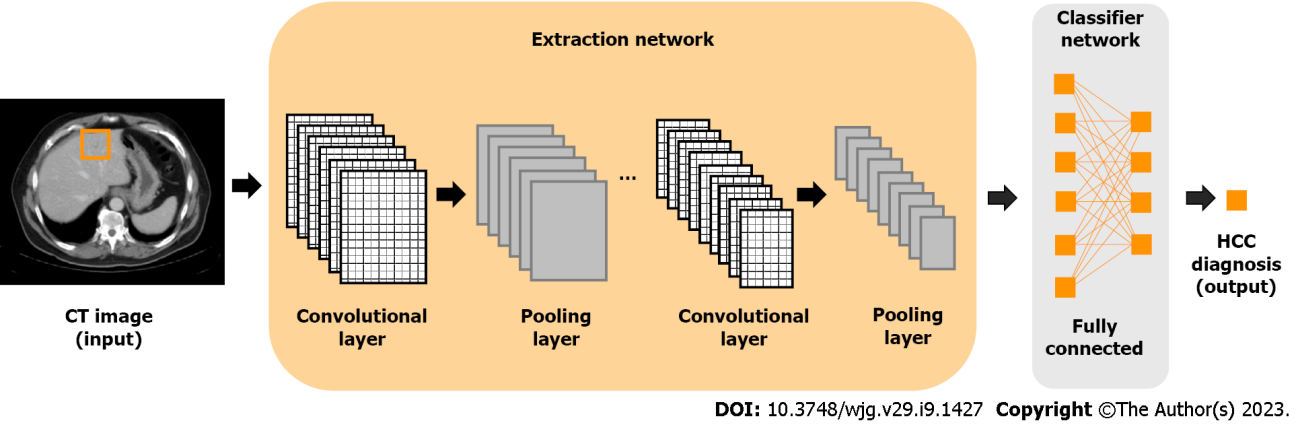 Extraction network
Classifier
network
...
CT image
(input)
Convolutional
layer
Pooling
layer
Convolutional
layer
Pooling
layer
Fully
connected
HCC
diagnosis
(output)
DOI: 10.3748/wjg.v29.i9.1427 Copyright ©The Author(s) 2023.